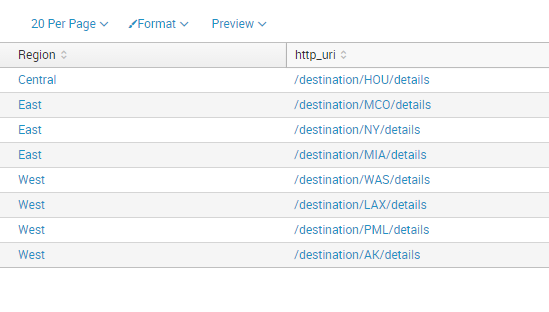 20 Per Page Format Preview
Region http_uri
Central /destination/HOU/details
East /destination/MCO/details
East /destination/NY/details
East /destination/MIA/details
West /destination/WAS/details
West /destination/LAX/details
West /destination/PML/details
West /destination/AK/details